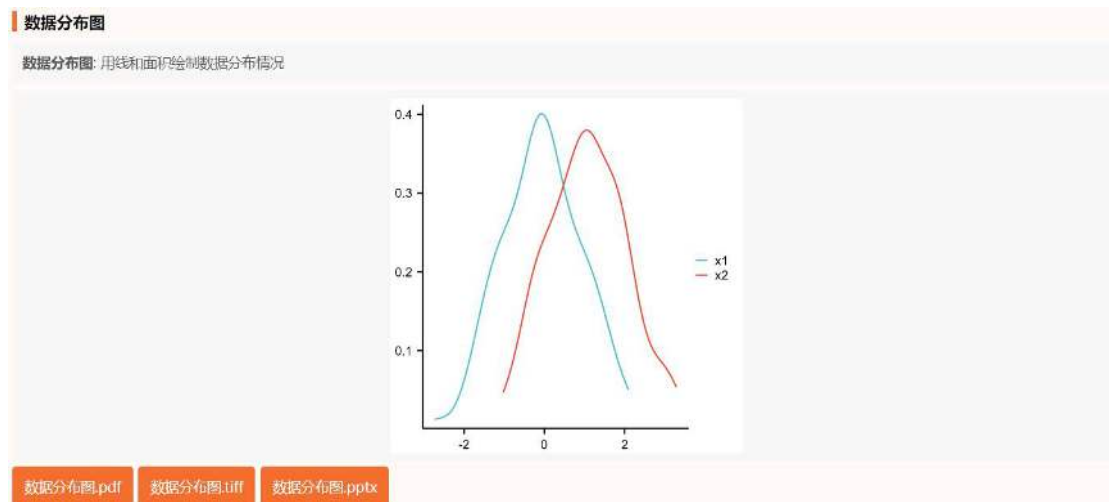 数据分布图
数据分布图: 用线和面积绘制数据分布情况
0.4
0.3
0.2
0.1
-2 0 2
x1
x2
数据分布图.pdf 数据分布图.tiff 数据分布图.pptx